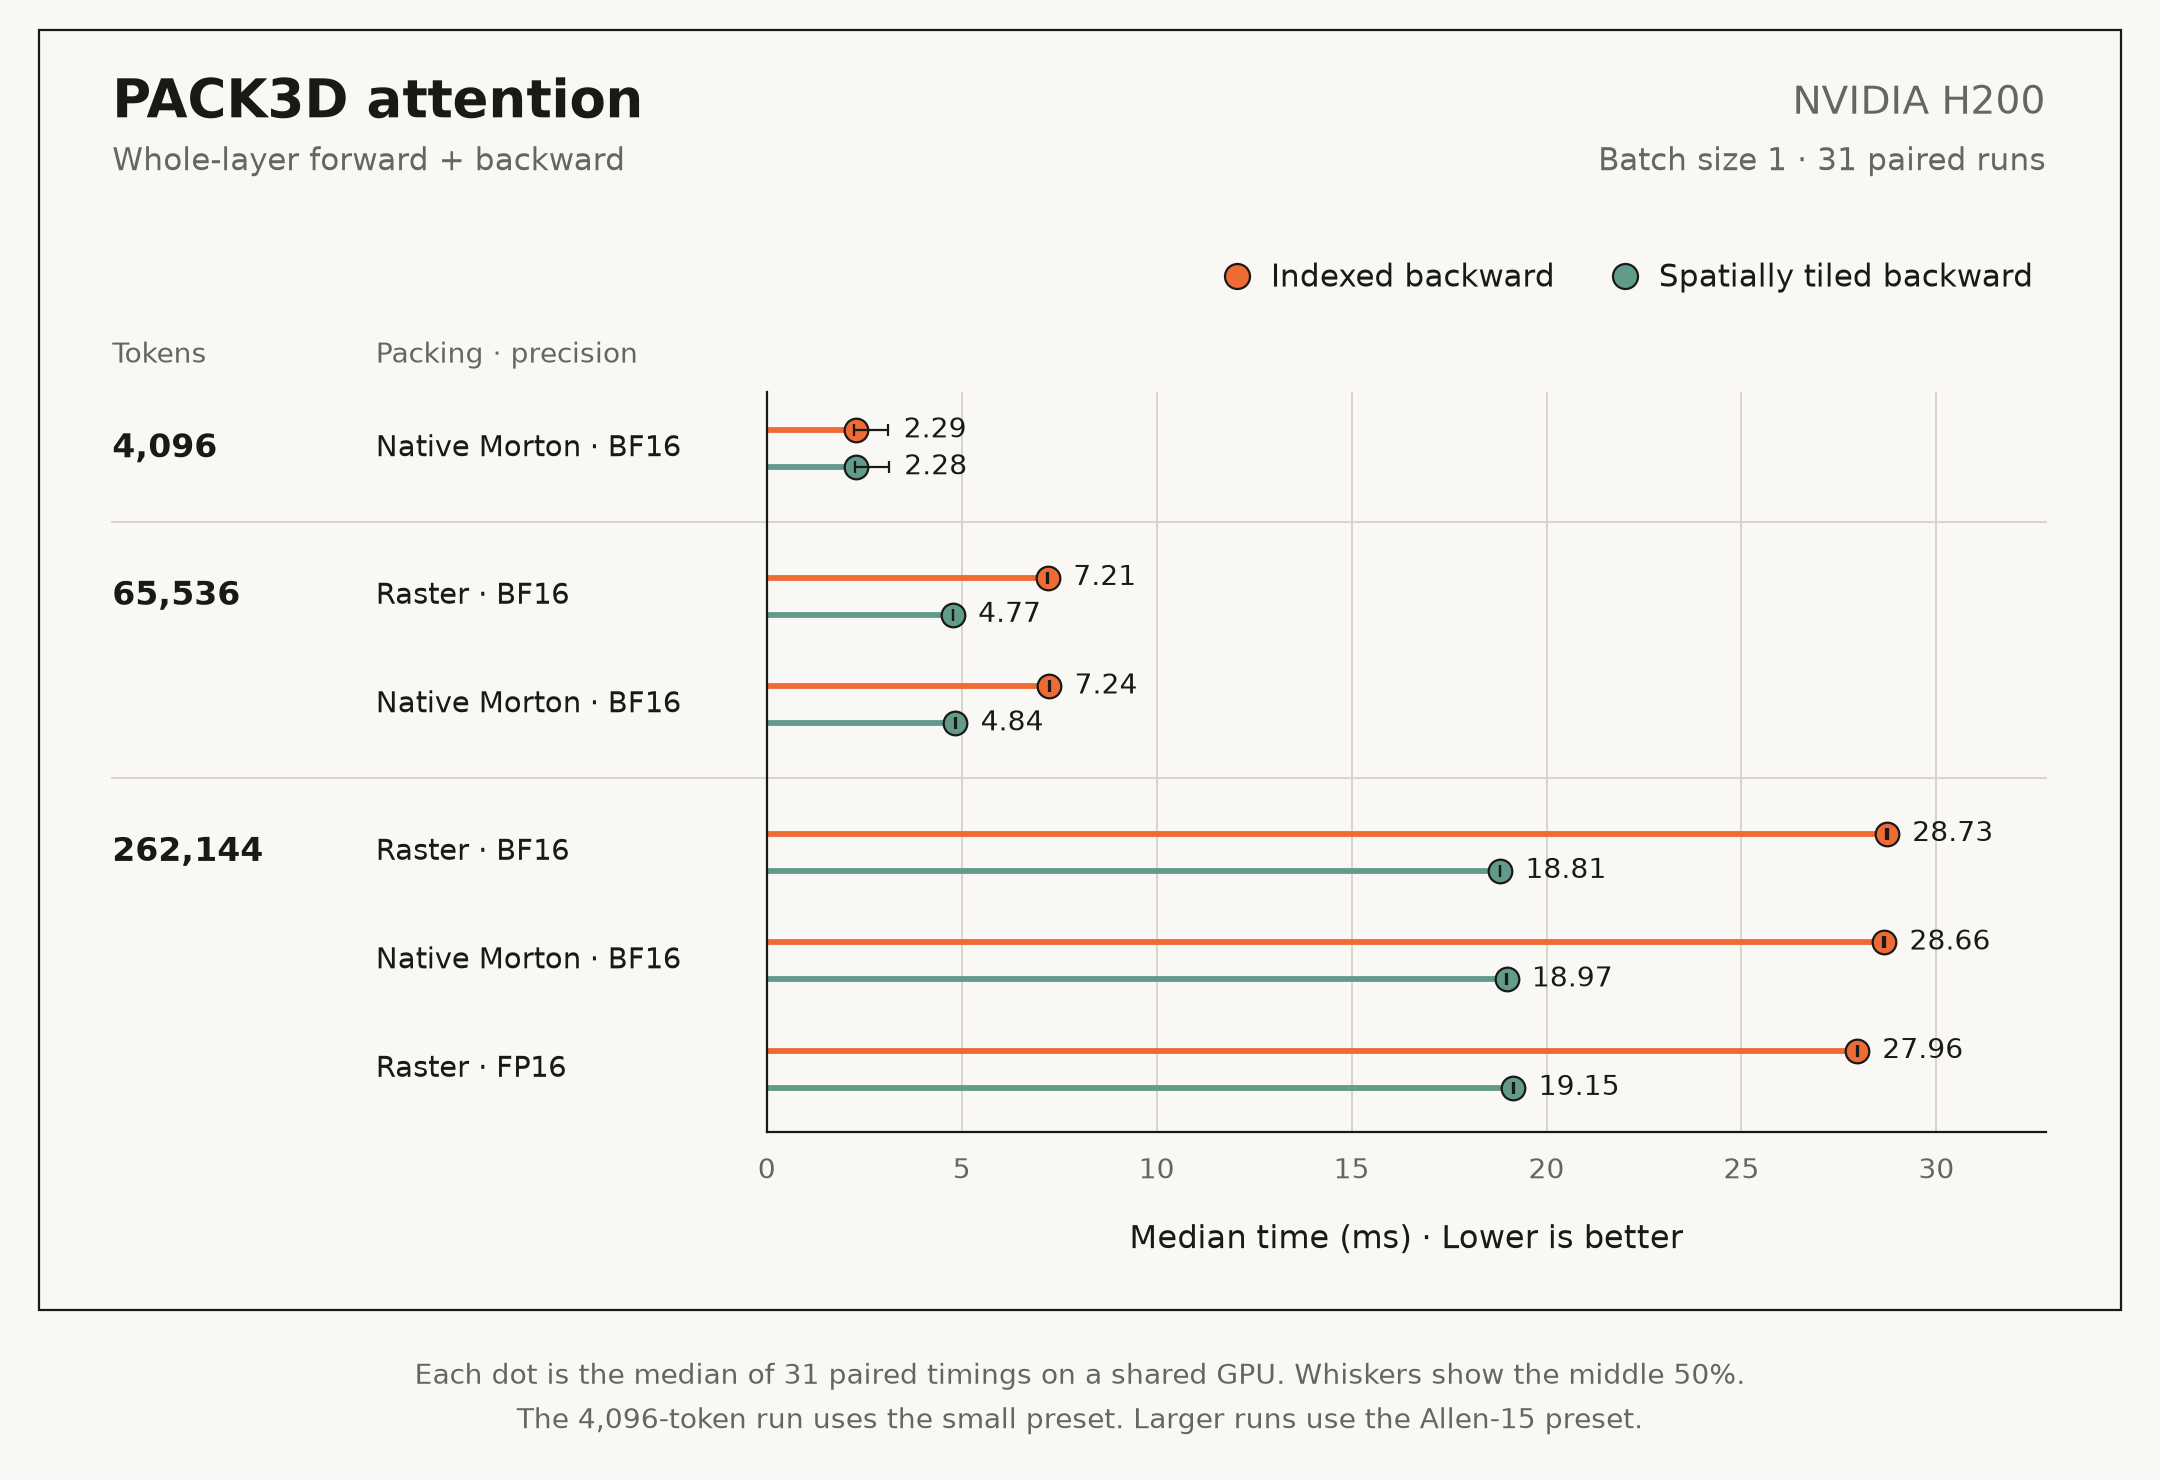 PACK3D attention
NVIDIA H200
Whole-layer forward + backward
Batch size 1 · 31 paired runs
Indexed backward
Spatially tiled backward
Tokens
Packing · precision
4,096
Native Morton · BF16
2.29
2.28
65,536
Raster · BF16
7.21
4.77
Native Morton · BF16
7.24
4.84
262,144
Raster · BF16
28.73
18.81
Native Morton · BF16
28.66
18.97
Raster · FP16
27.96
19.15
0 5 10 15 20 25 30
Median time (ms) · Lower is better
Each dot is the median of 31 paired timings on a shared GPU. Whiskers show the middle 50%.
The 4,096-token run uses the small preset. Larger runs use the Allen-15 preset.